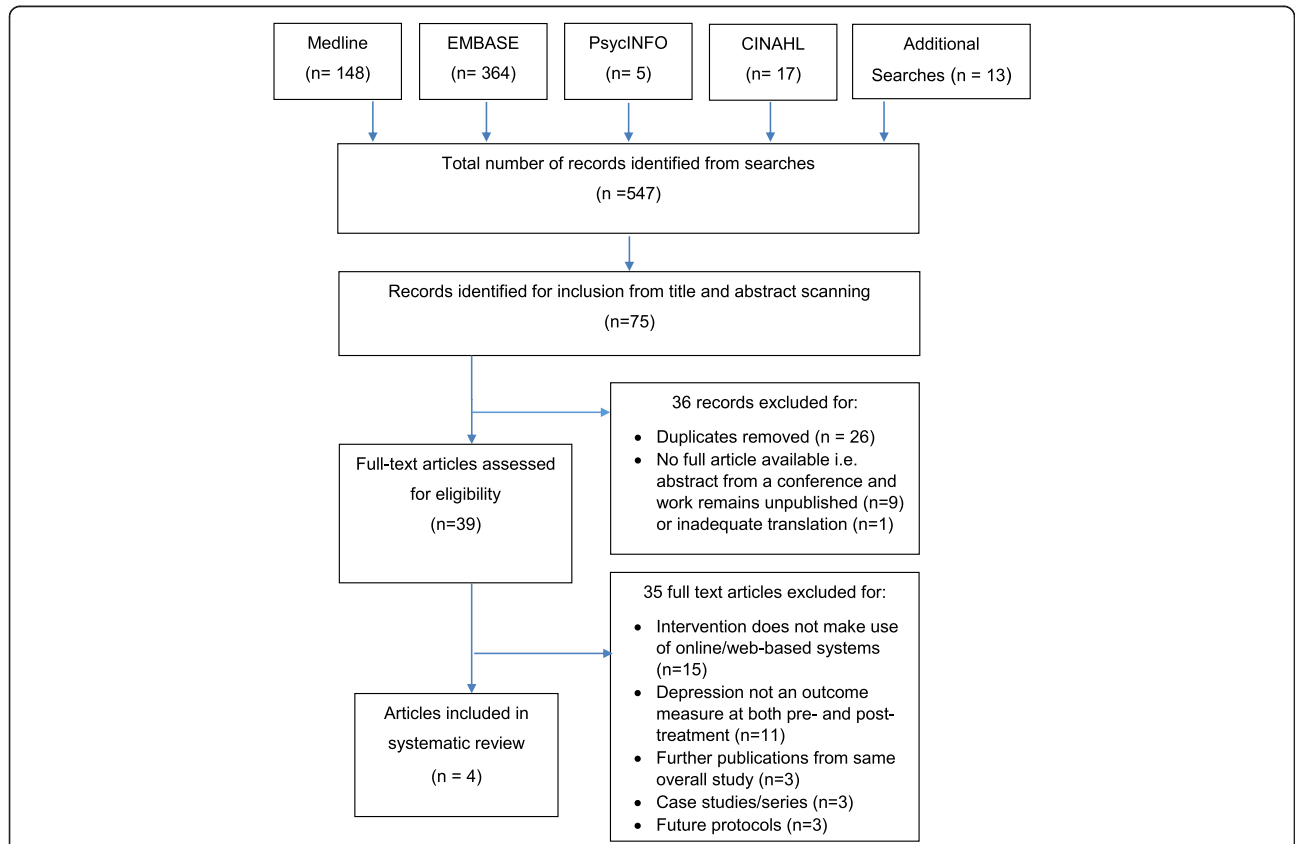 Medline
(n= 148)
EMBASE
(n= 364)
PsycINFO
(n= 5)
CINAHL
(n= 17)
Additional
Searches (n = 13)
Total number of records identified from searches
(n =547)
Records identified for inclusion from title and abstract scanning
(n=75)
36 records excluded for:
• Duplicates removed (n = 26)
• No full article available i.e.
abstract from a conference and
work remains unpublished (n=9)
or inadequate translation (n=1)
Full-text articles assessed
for eligibility
(n=39)
35 full text articles excluded for:
• Intervention does not make use
of online/web-based systems
(n=15)
• Depression not an outcome
measure at both pre- and post-
treatment (n=11)
• Further publications from same
overall study (n=3)
• Case studies/series (n=3)
• Future protocols (n=3)
Articles included in
systematic review
(n = 4)